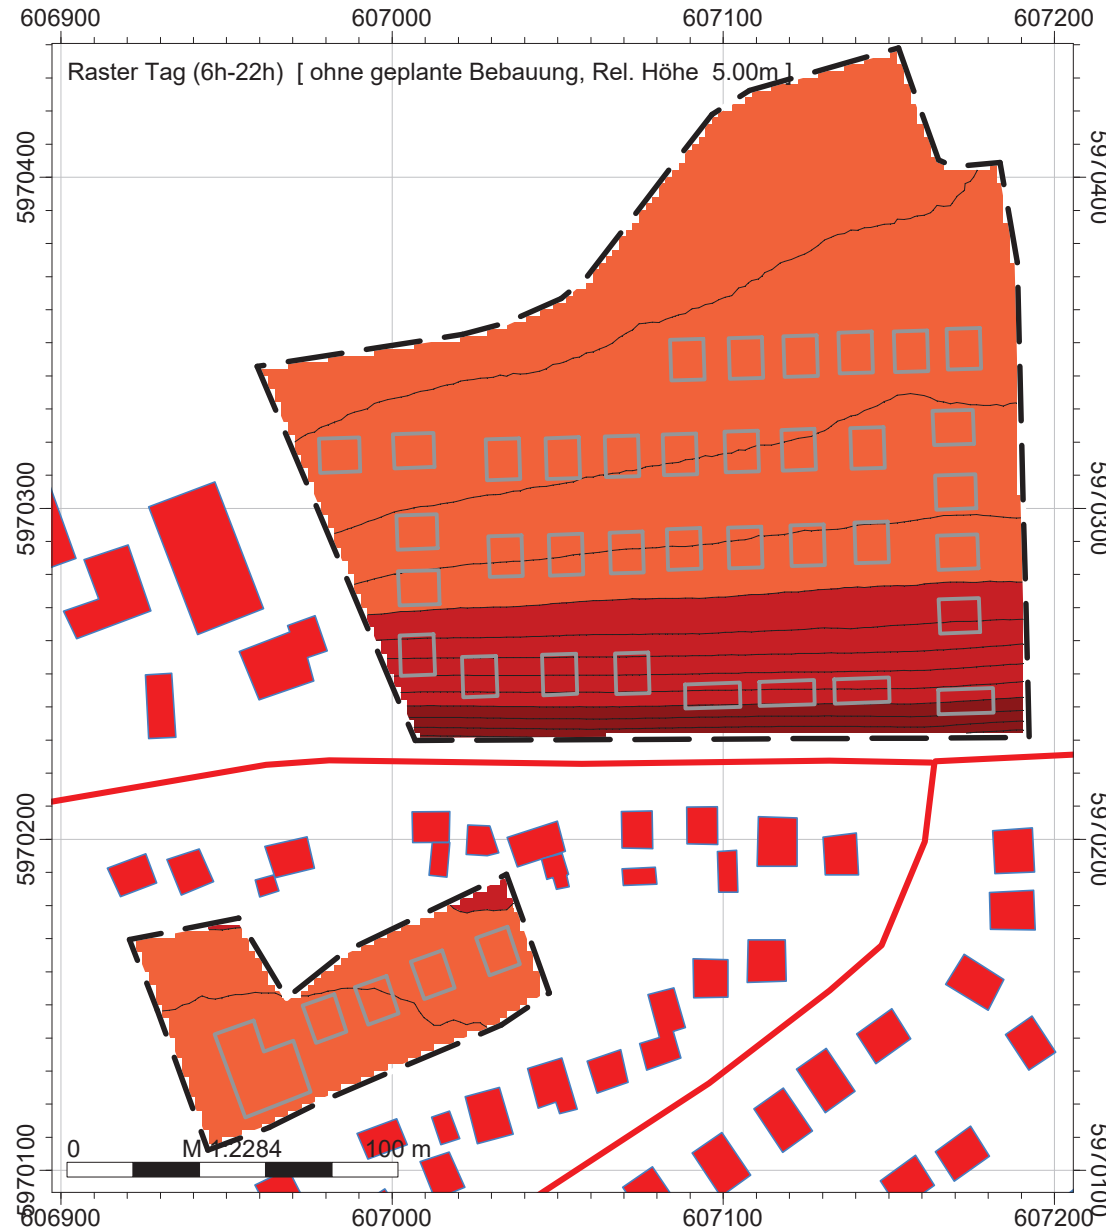 606900 607000 607100 607200
Raster Tag (6h-22h) [ ohne geplante Bebauung, Rel. Höhe 5.00m ]
5970400 5970400
5970300 5970300
5970200 5970200
0 M 1:2284 100 m
5970100 5970100
606900 607000 607100 607200